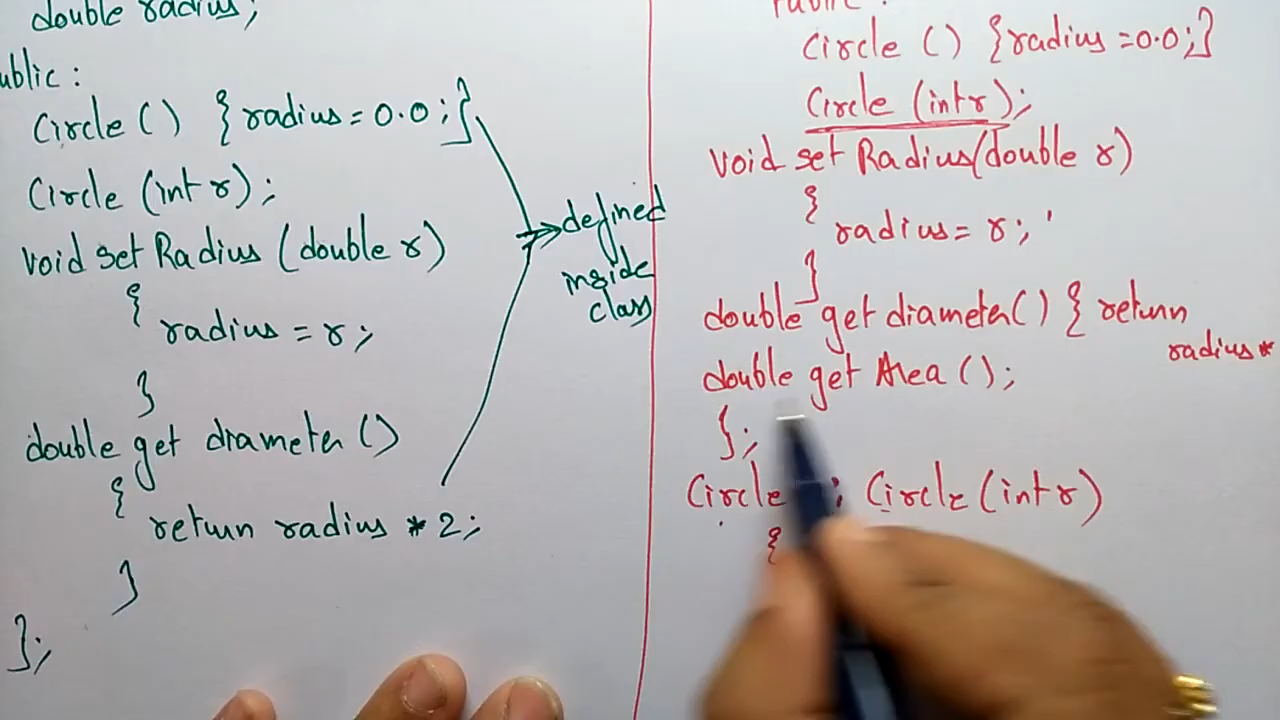 double radius;
ublic :
Circle () { radius = 0.0 ; }
Circle (int r) ;
void set Radius (double r)
{
radius = r ;
}
double get diameter ()
{
return radius * 2 ;
}
} ;
defined
inside
class
Public :
Circle () { radius = 0.0 ; }
Circle (int r) ;
void set Radius (double r)
{
radius = r ;
}
double get diameter () { return
radius *
double get Area () ;
} ;
Circle : Circle (int r)
{